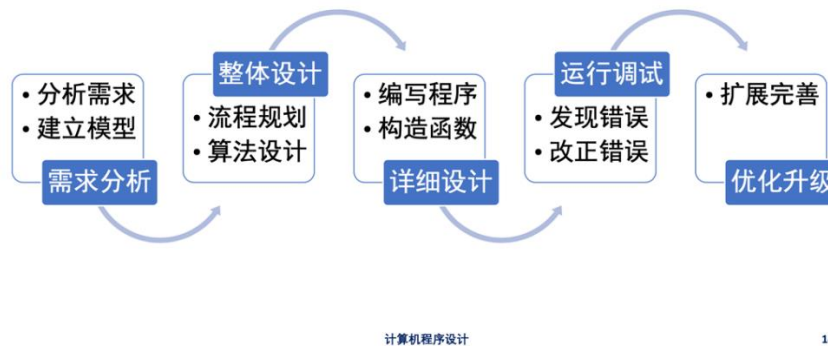 • 分析需求
• 建立模型
需求分析
整体设计
• 流程规划
• 算法设计
• 编写程序
• 构造函数
详细设计
运行调试
• 发现错误
• 改正错误
• 扩展完善
优化升级
计算机程序设计
1